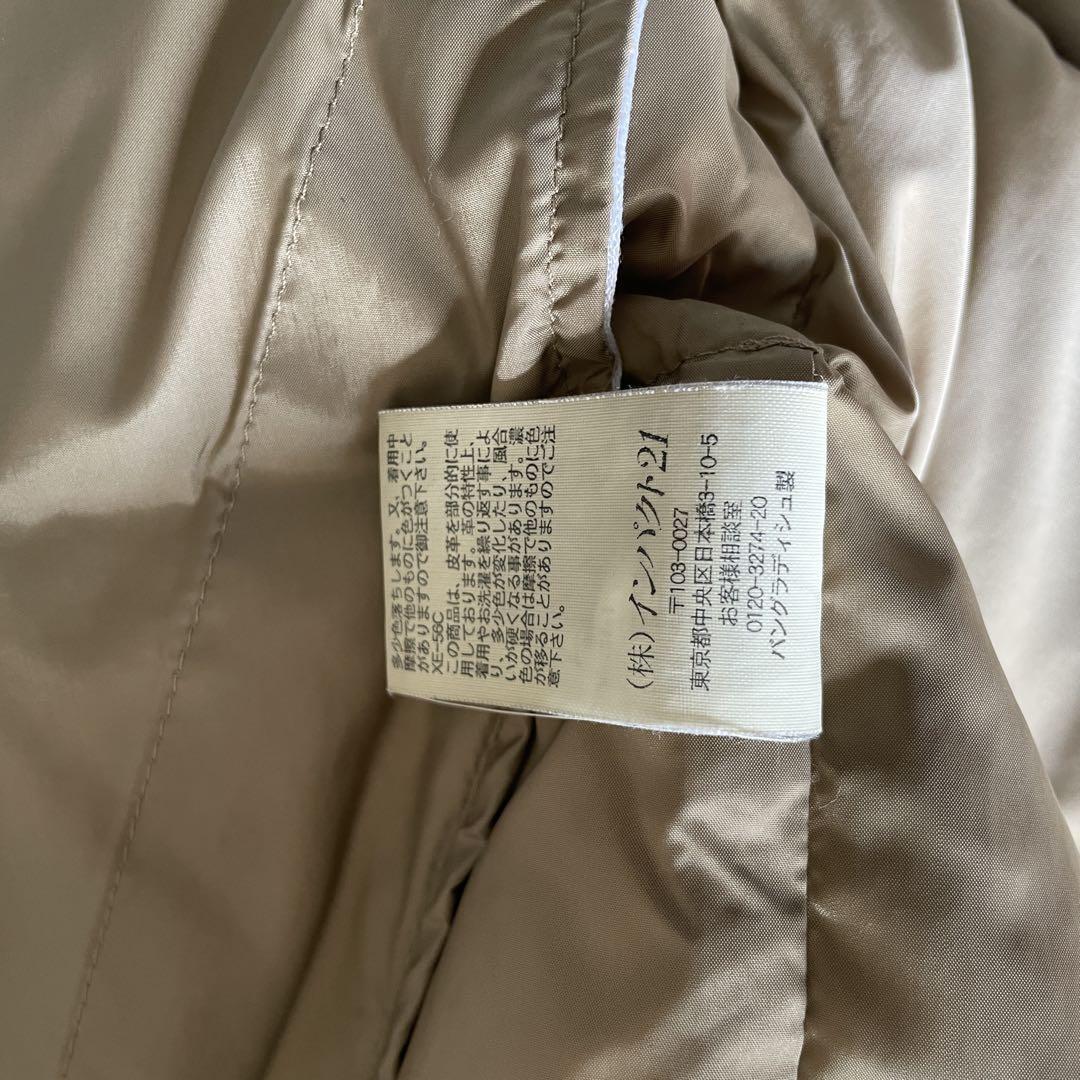 多少色落ちします。又、着用中
摩擦で他のものに色がつくこと
がありますので御注意下さい。
XE-56C
この商品は、皮革を部分的に使
用しております。革の特性上、
着用やお洗濯を繰り返す事によ
り、多少色が変化したり、風合
いが硬くなる事があります。濃
色の場合は摩擦で他のものに色
が移ることがありますのでご注
意下さい。
(株)インパクト21
〒103-0027
東京都中央区日本橋3-10-5
お客様相談室
0120-3274-20
バングラディシュ製